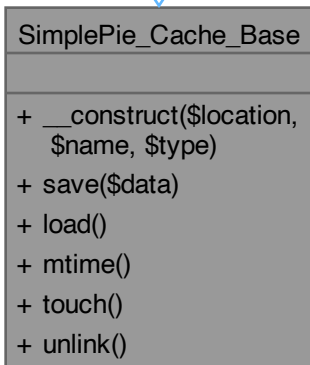 SimplePie_Cache_Base
+ __construct($location,
$name, $type)
+ save($data)
+ load()
+ mtime()
+ touch()
+ unlink()